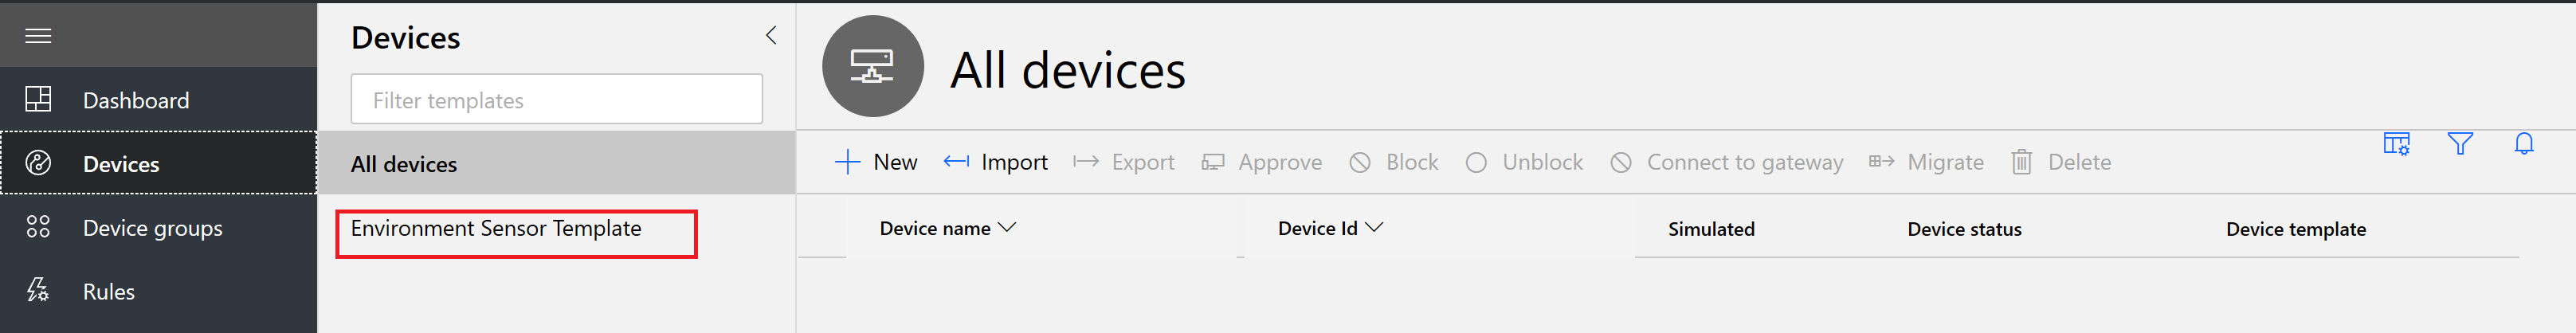 Dashboard
Devices
Device groups
Rules
Devices
Filter templates
All devices
Environment Sensor Template
All devices
New Import Export Approve Block Unblock Connect to gateway Migrate Delete
Device name Device Id Simulated Device status Device template